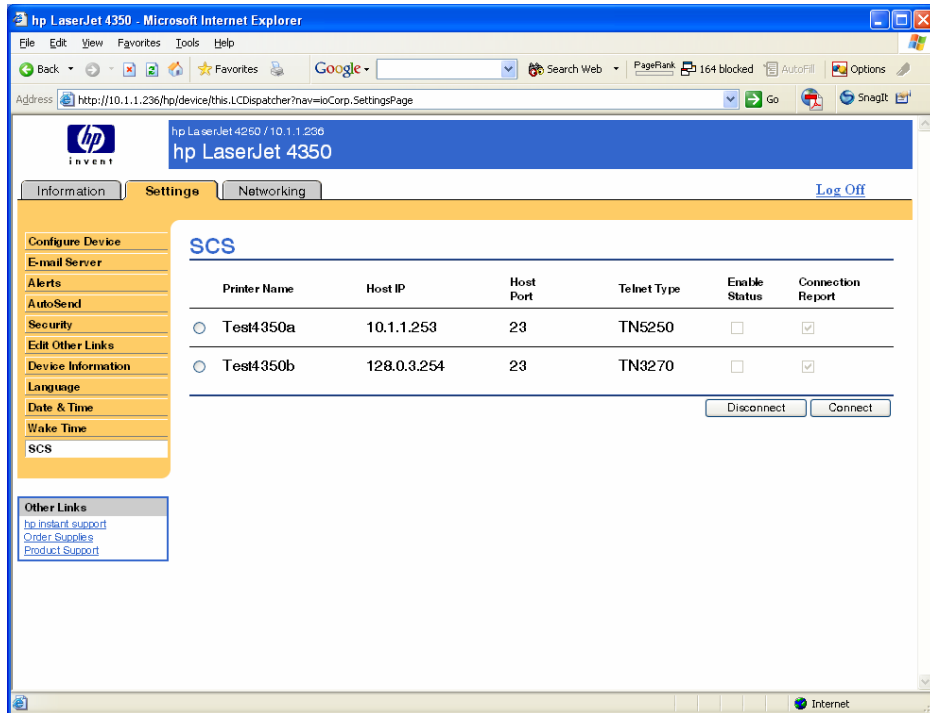 hp LaserJet 4350 - Microsoft Internet Explorer
File Edit View Favorites Tools Help
Back Favorites Google Search Web PageRank 164 blocked AutoFill Options
Address http://10.1.1.236/hp/device/this.LCDispatcher?nav=ioCorp.SettingsPage Go SnagIt
hp LaserJet 4250 / 10.1.1.236
hp LaserJet 4350
hp
invent
Information Settings Networking Log Off
Configure Device
E-mail Server
Alerts
AutoSend
Security
Edit Other Links
Device Information
Language
Date & Time
Wake Time
SCS
Other Links
hp instant support
Order Supplies
Product Support
SCS
Printer Name Host IP Host Port Telnet Type Enable Status Connection Report
Test4350a 10.1.1.253 23 TN5250
Test4350b 128.0.3.254 23 TN3270
Disconnect Connect
Internet